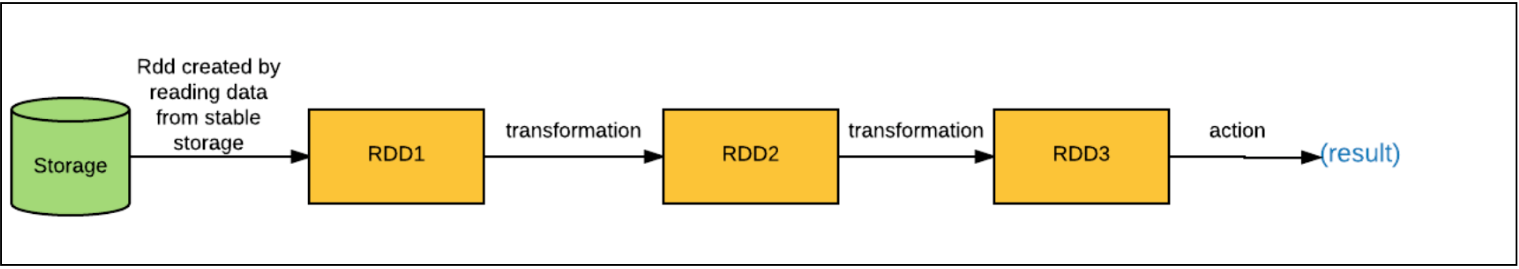 Rdd created by
reading data
from stable
storage
Storage
RDD1
transformation
RDD2
transformation
RDD3
action
(result)